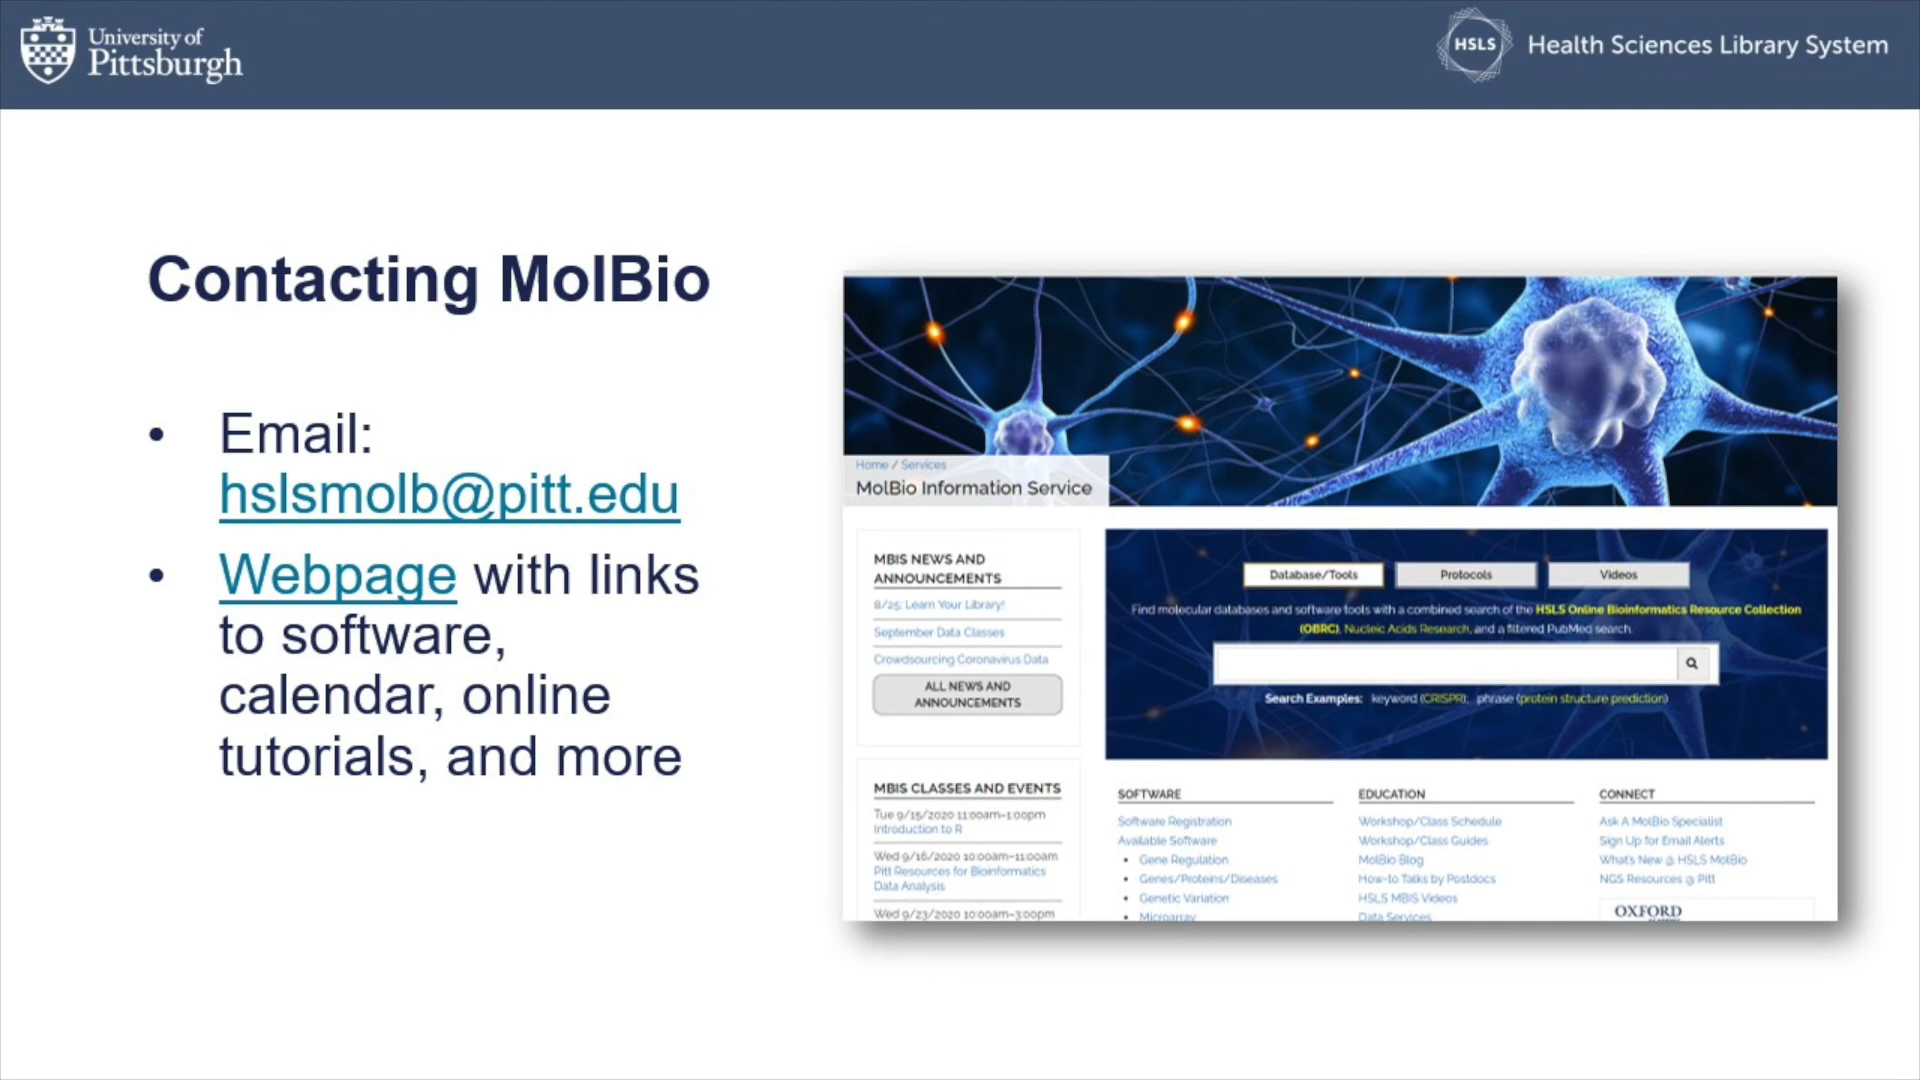 University of
Pittsburgh
HSLS
Health Sciences Library System
Contacting MolBio
• Email:
hslsmolb@pitt.edu
• Webpage with links
to software,
calendar, online
tutorials, and more
Home / Services
MolBio Information Service
MBIS NEWS AND
ANNOUNCEMENTS
8/25: Learn Your Library!
September Data Classes
Crowdsourcing Coronavirus Data
ALL NEWS AND
ANNOUNCEMENTS
MBIS CLASSES AND EVENTS
Tue 9/15/2020 11:00am-1:00pm
Introduction to R
Wed 9/16/2020 10:00am-11:00am
Pitt Resources for Bioinformatics
Data Analysis
Wed 9/23/2020 10:00am-3:00pm
Database/Tools
Protocols
Videos
Find molecular databases and software tools with a combined search of the HSLS Online Bioinformatics Resource Collection
(OBRC), Nucleic Acids Research, and a filtered PubMed search.
Search Examples: keyword (CRISPR); phrase (protein structure prediction)
SOFTWARE
Software Registration
Available Software
• Gene Regulation
• Genes/Proteins/Diseases
• Genetic Variation
• Microarray
EDUCATION
Workshop/Class Schedule
Workshop/Class Guides
MolBio Blog
How-to Talks by Postdocs
HSLS MBIS Videos
Data Services
CONNECT
Ask A MolBio Specialist
Sign Up for Email Alerts
What's New @ HSLS MolBio
NGS Resources @ Pitt
OXFORD